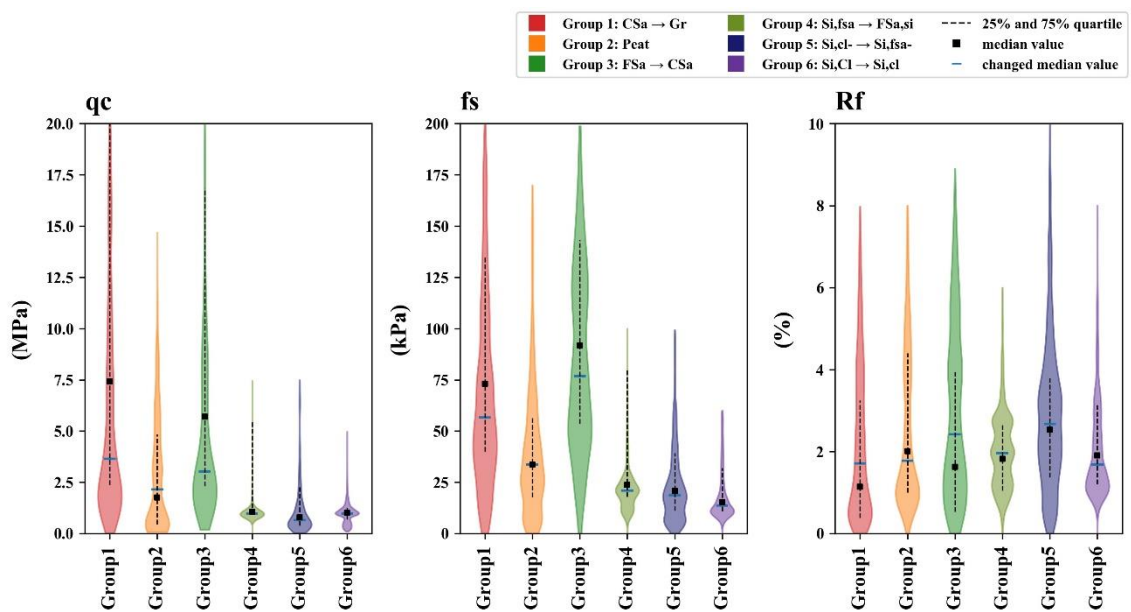 Group 1: CSa → Gr
Group 2: Peat
Group 3: FSa → CSa
Group 4: Si,fsa → FSa,si
Group 5: Si,cl- → Si,fsa-
Group 6: Si,Cl → Si,cl
25% and 75% quartile
median value
changed median value
qc
(MPa)
20.0
17.5
15.0
12.5
10.0
7.5
5.0
2.5
0.0
Group1
Group2
Group3
Group4
Group5
Group6
fs
(kPa)
200
175
150
125
100
75
50
25
0
Group1
Group2
Group3
Group4
Group5
Group6
Rf
(%)
10
8
6
4
2
0
Group1
Group2
Group3
Group4
Group5
Group6